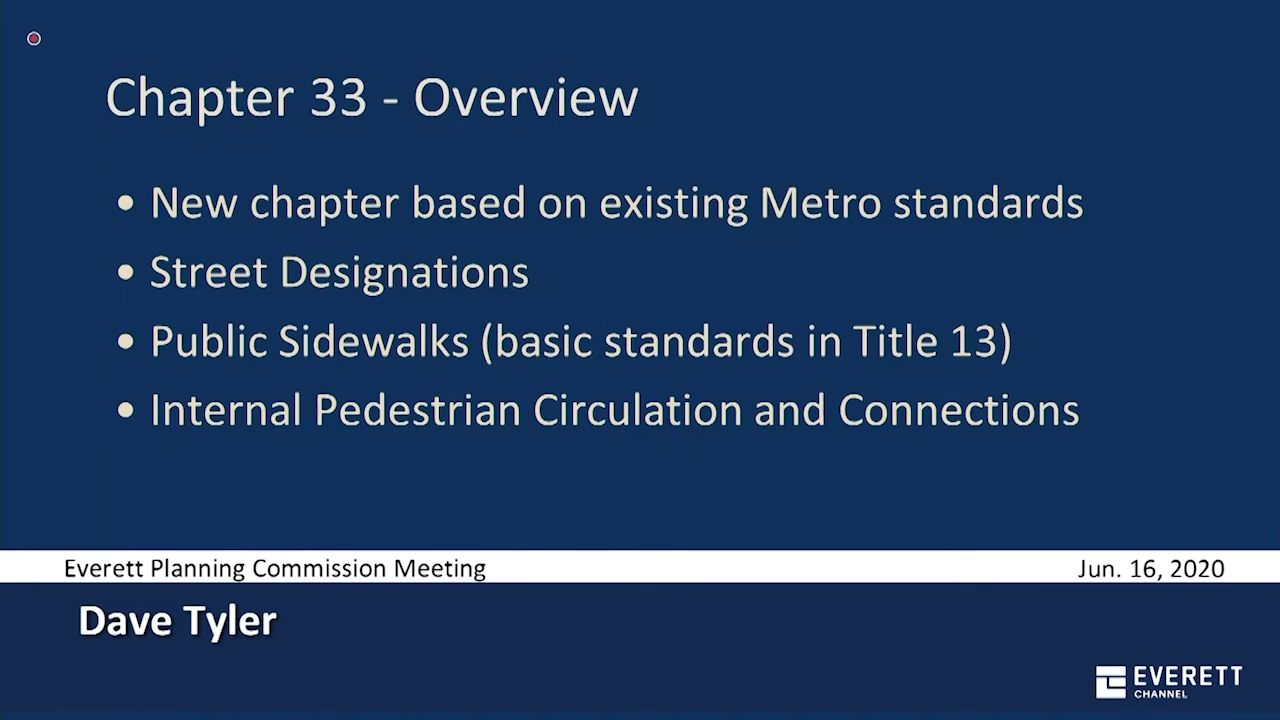 Chapter 33 - Overview
• New chapter based on existing Metro standards
• Street Designations
• Public Sidewalks (basic standards in Title 13)
• Internal Pedestrian Circulation and Connections
Everett Planning Commission Meeting
Jun. 16, 2020
Dave Tyler
EVERETT
CHANNEL